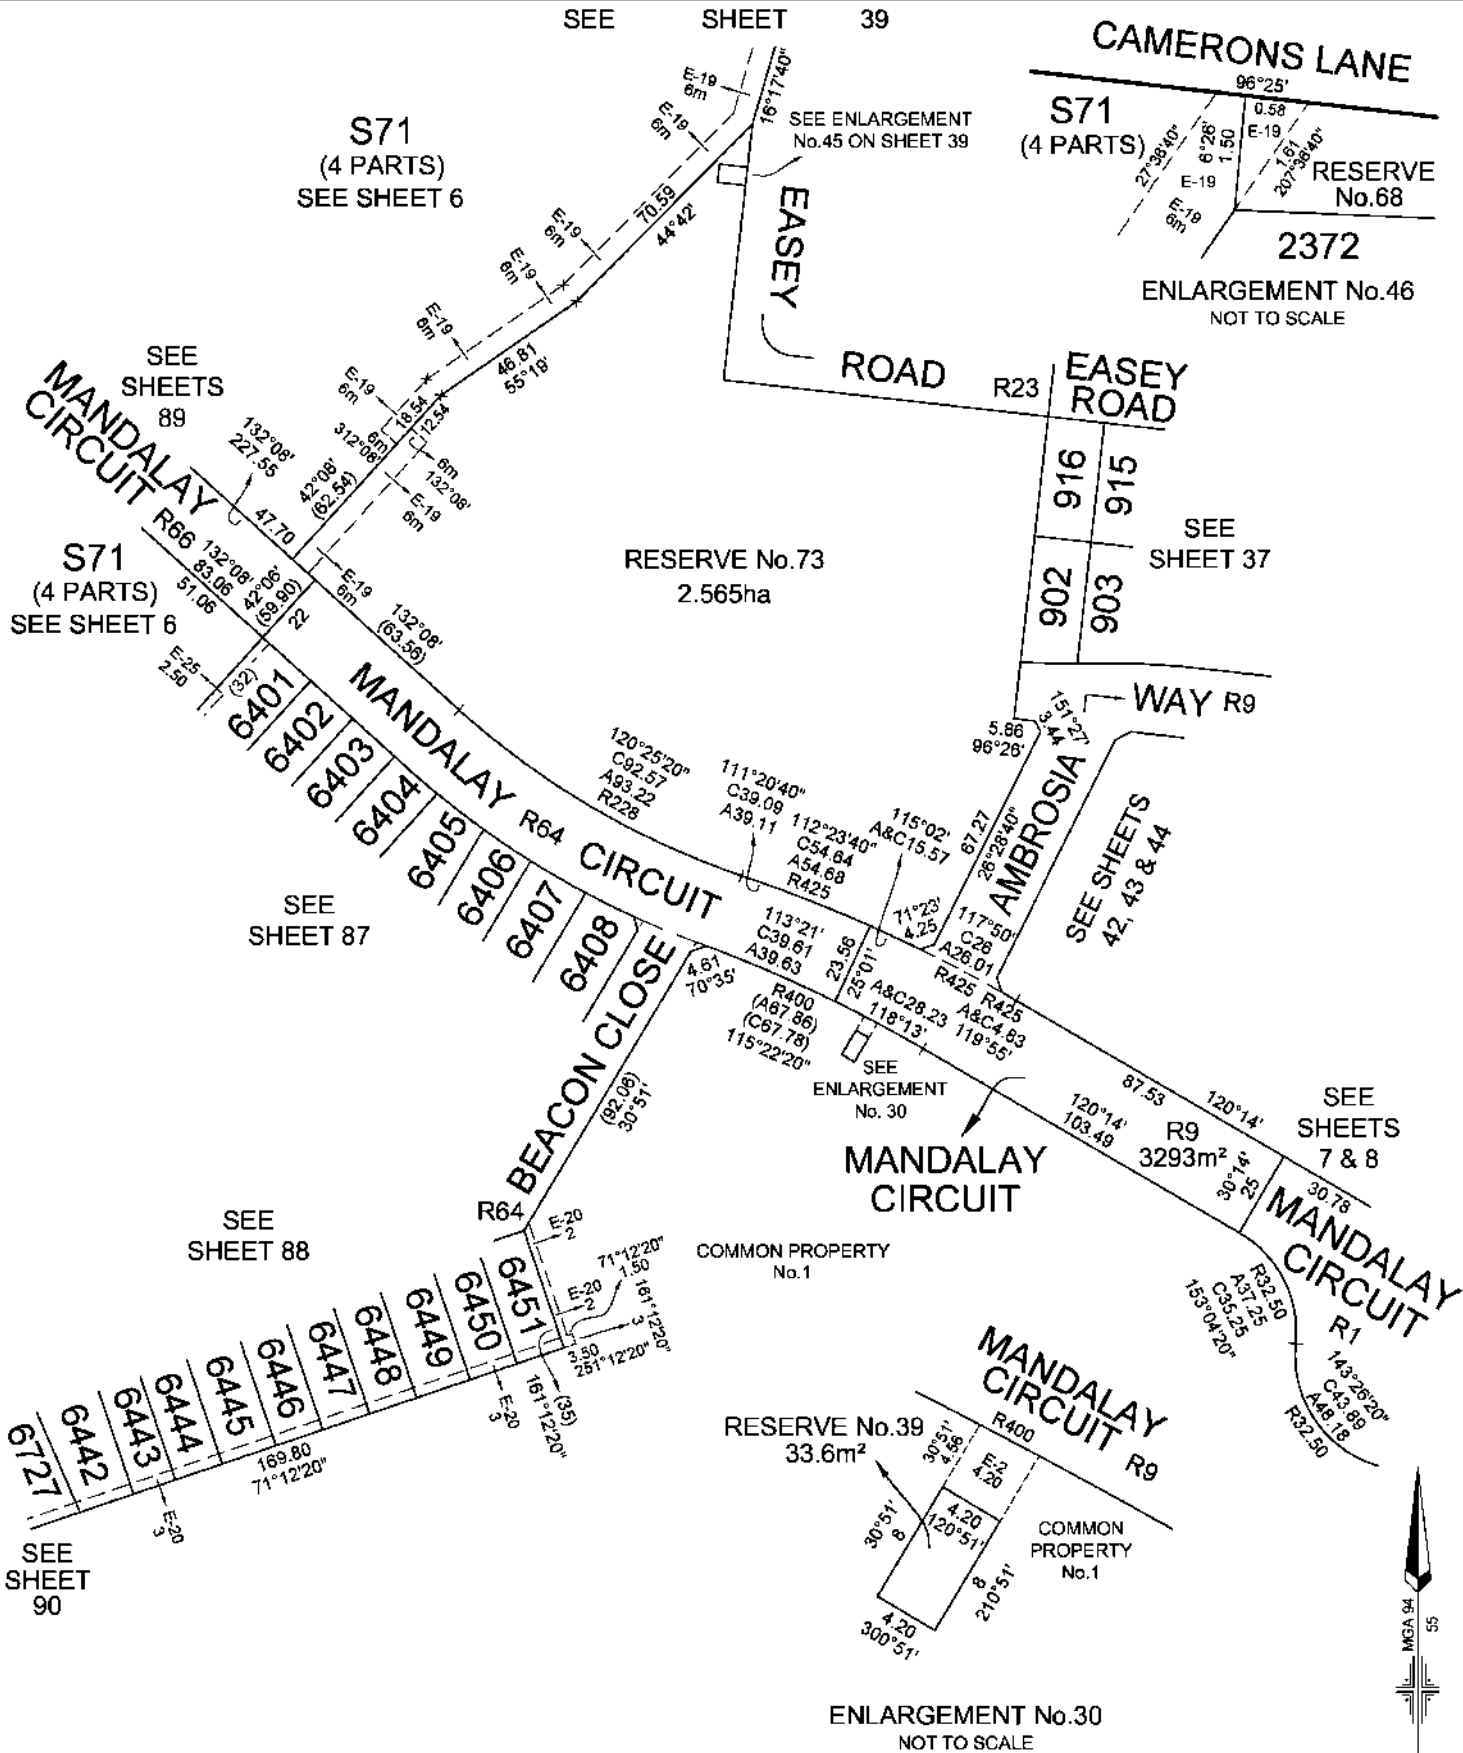 SEE SHEET 39
CAMERONS LANE
96°25'
0.58
S71
(4 PARTS)
27°36'40"
6°26'
1.50
E-19
1.61
207°36'40"
E-19
E-19
6m
RESERVE
No.68
2372
ENLARGEMENT No.46
NOT TO SCALE
E-19
6m
16°17'40"
E-19
6m
SEE ENLARGEMENT
No.45 ON SHEET 39
S71
(4 PARTS)
SEE SHEET 6
70.59
44°42'
E-19
6m
E-19
6m
E-19
6m
EASEY
ROAD
R23
EASEY
ROAD
46.81
55°19'
SEE
SHEETS
89
E-19
6m
18.54
12.54
6m
312°08'
6m
132°08'
E-19
6m
42°06'
(62.54)
MANDALAY
CIRCUIT
R66
132°08'
227.55
47.70
916
915
902
903
SEE
SHEET 37
RESERVE No.73
2.565ha
S71
(4 PARTS)
SEE SHEET 6
132°08'
83.06
51.06
42°06'
(59.90)
22
E-19
6m
132°08'
(63.56)
E-25
2.50
(32)
6401
6402
6403
6404
6405
6406
6407
6408
MANDALAY R64 CIRCUIT
WAY R9
151°27'
3.44
5.86
96°26'
AMBROSIA
67.27
26°28'40"
SEE SHEETS
42, 43 & 44
120°25'20"
C92.57
A93.22
R228
111°20'40"
C39.09
A39.11
112°23'40"
C54.64
A54.68
R425
115°02'
A&C15.57
71°23'
4.25
117°50'
C26
A26.01
R425
SEE
SHEET 87
113°21'
C39.61
A39.63
R400
(A67.86)
(C67.78)
115°22'20"
23.56
25°01'
A&C28.23
118°13'
R425
A&C4.83
119°55'
4.61
70°35'
BEACON CLOSE
(92.06)
30°51'
R64
SEE
ENLARGEMENT
No. 30
MANDALAY
CIRCUIT
87.53
120°14'
120°14'
103.49
R9
3293m²
30°14'
25
SEE
SHEETS
7 & 8
30.78
MANDALAY
CIRCUIT
R1
R32.50
A37.25
C35.25
153°04'20"
143°26'20"
C43.89
A48.18
R32.50
SEE
SHEET 88
E-20
2
E-20
2
71°12'20"
1.50
161°12'20"
3
3.50
251°12'20"
COMMON PROPERTY
No.1
6451
6450
6449
6448
6447
6446
6445
6444
6443
6442
6727
(35)
161°12'20"
E-20
3
169.80
71°12'20"
E-20
3
SEE
SHEET
90
MANDALAY
CIRCUIT R9
R400
RESERVE No.39
33.6m²
30°51'
4.56
E-2
4.20
4.20
120°51'
30°51'
8
8
210°51'
4.20
300°51'
COMMON
PROPERTY
No.1
ENLARGEMENT No.30
NOT TO SCALE
MGA 94
55